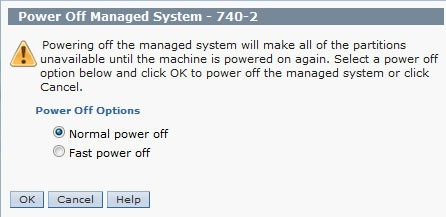 Power Off Managed System - 740-2
Powering off the managed system will make all of the partitions
unavailable until the machine is powered on again. Select a power off
option below and click OK to power off the managed system or click
Cancel.
Power Off Options
Normal power off
Fast power off
OK Cancel Help